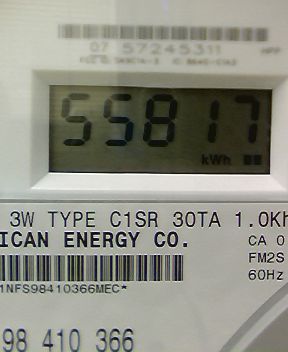 07 57245311
55817
kWh
3W TYPE C1SR 30TA 1.0Kh
ICAN ENERGY CO.
CA 0
FM2S
60Hz
1NFS98410366MEC*
98 410 366